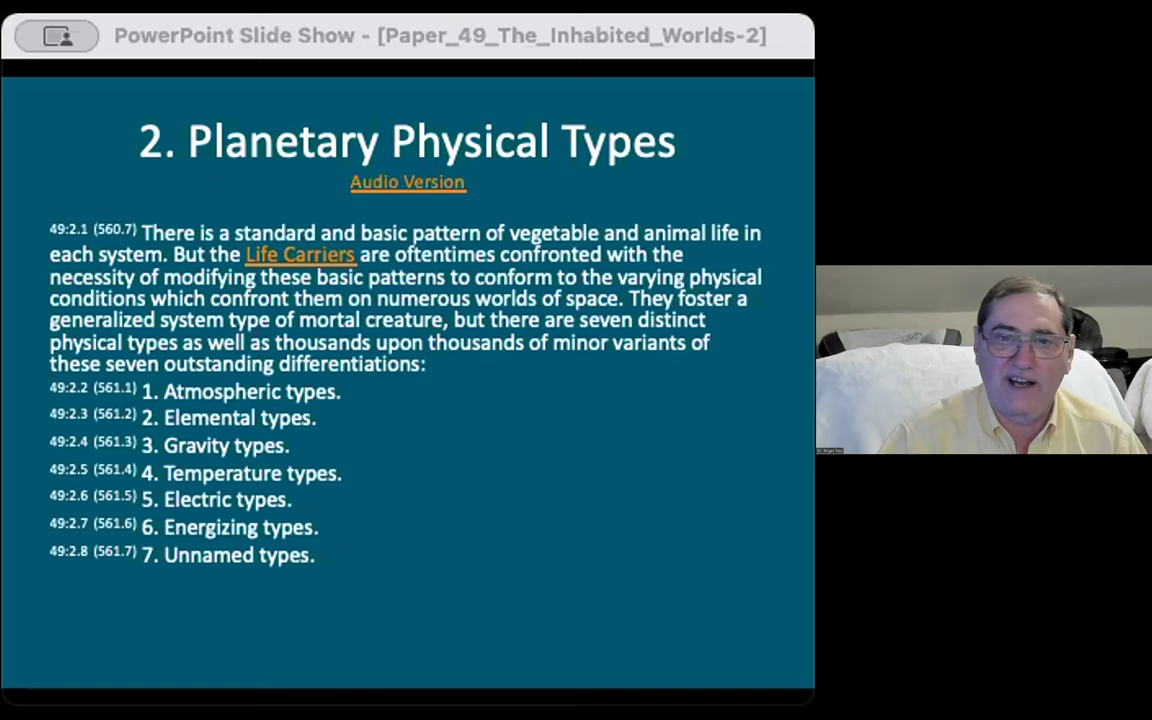 PowerPoint Slide Show - [Paper_49_The_Inhabited_Worlds-2]
2. Planetary Physical Types
Audio Version
49:2.1 (560.7) There is a standard and basic pattern of vegetable and animal life in
each system. But the Life Carriers are oftentimes confronted with the
necessity of modifying these basic patterns to conform to the varying physical
conditions which confront them on numerous worlds of space. They foster a
generalized system type of mortal creature, but there are seven distinct
physical types as well as thousands upon thousands of minor variants of
these seven outstanding differentiations:
49:2.2 (561.1) 1. Atmospheric types.
49:2.3 (561.2) 2. Elemental types.
49:2.4 (561.3) 3. Gravity types.
49:2.5 (561.4) 4. Temperature types.
49:2.6 (561.5) 5. Electric types.
49:2.7 (561.6) 6. Energizing types.
49:2.8 (561.7) 7. Unnamed types.